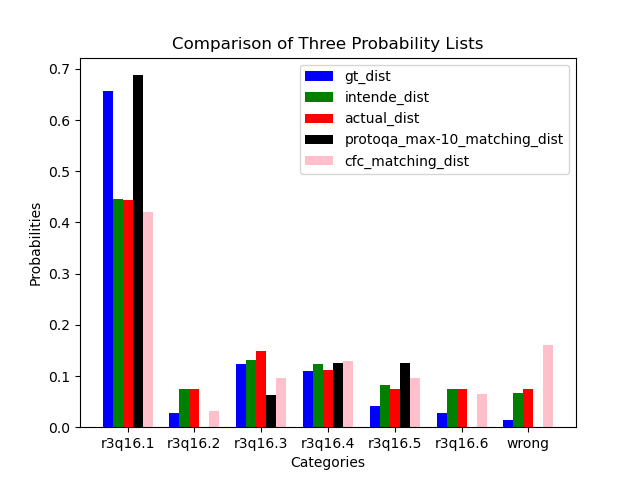 Comparison of Three Probability Lists
gt_dist
intende_dist
actual_dist
protoqa_max-10_matching_dist
cfc_matching_dist
Probabilities
0.7
0.6
0.5
0.4
0.3
0.2
0.1
0.0
r3q16.1 r3q16.2 r3q16.3 r3q16.4 r3q16.5 r3q16.6 wrong
Categories